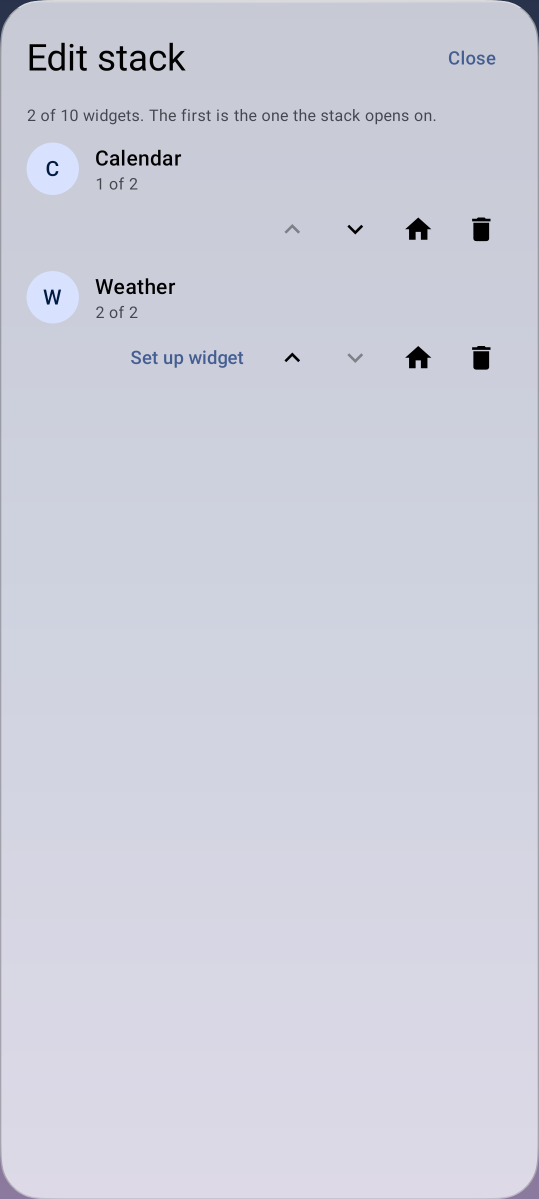 Edit stack
Close
2 of 10 widgets. The first is the one the stack opens on.
C
Calendar
1 of 2
W
Weather
2 of 2
Set up widget